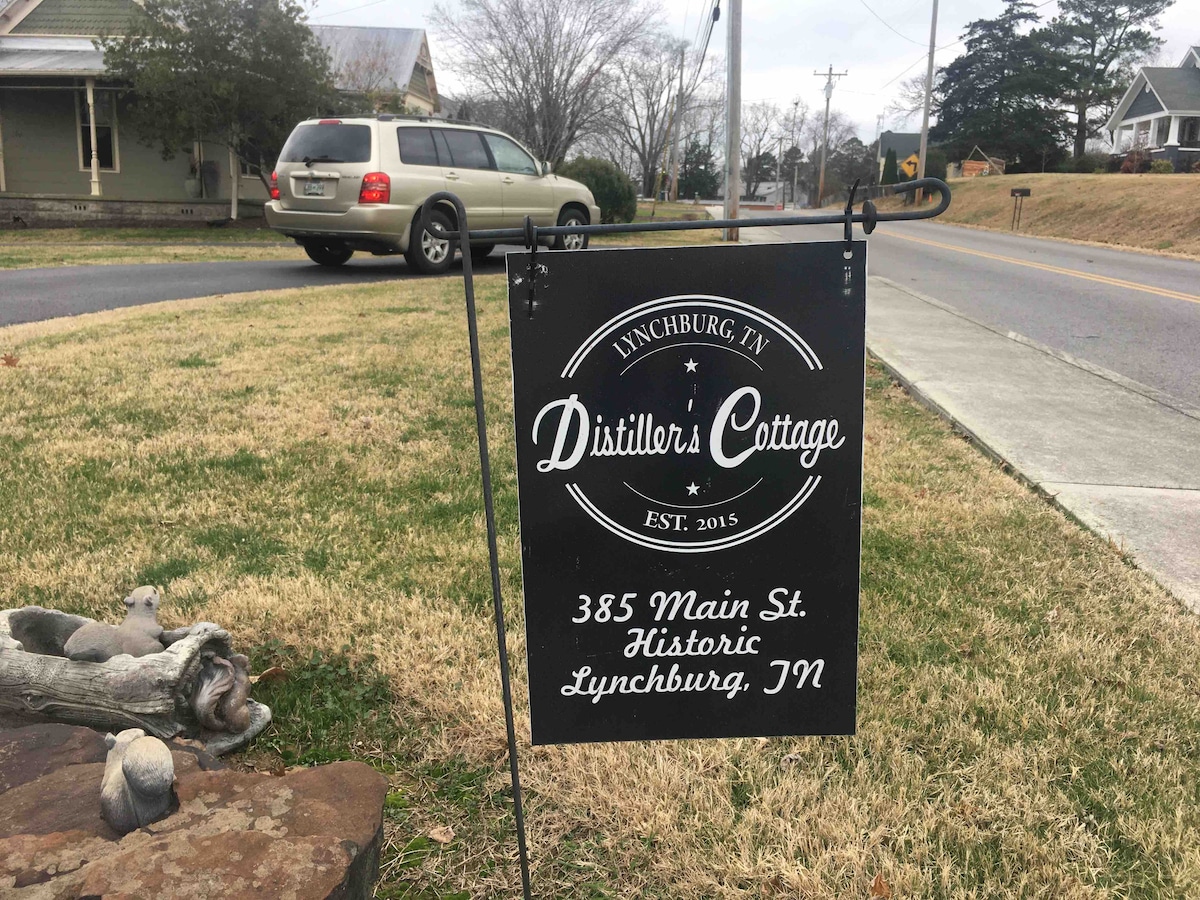 LYNCHBURG, TN
Distiller's Cottage
EST. 2015
385 Main St.
Historic
Lynchburg, TN